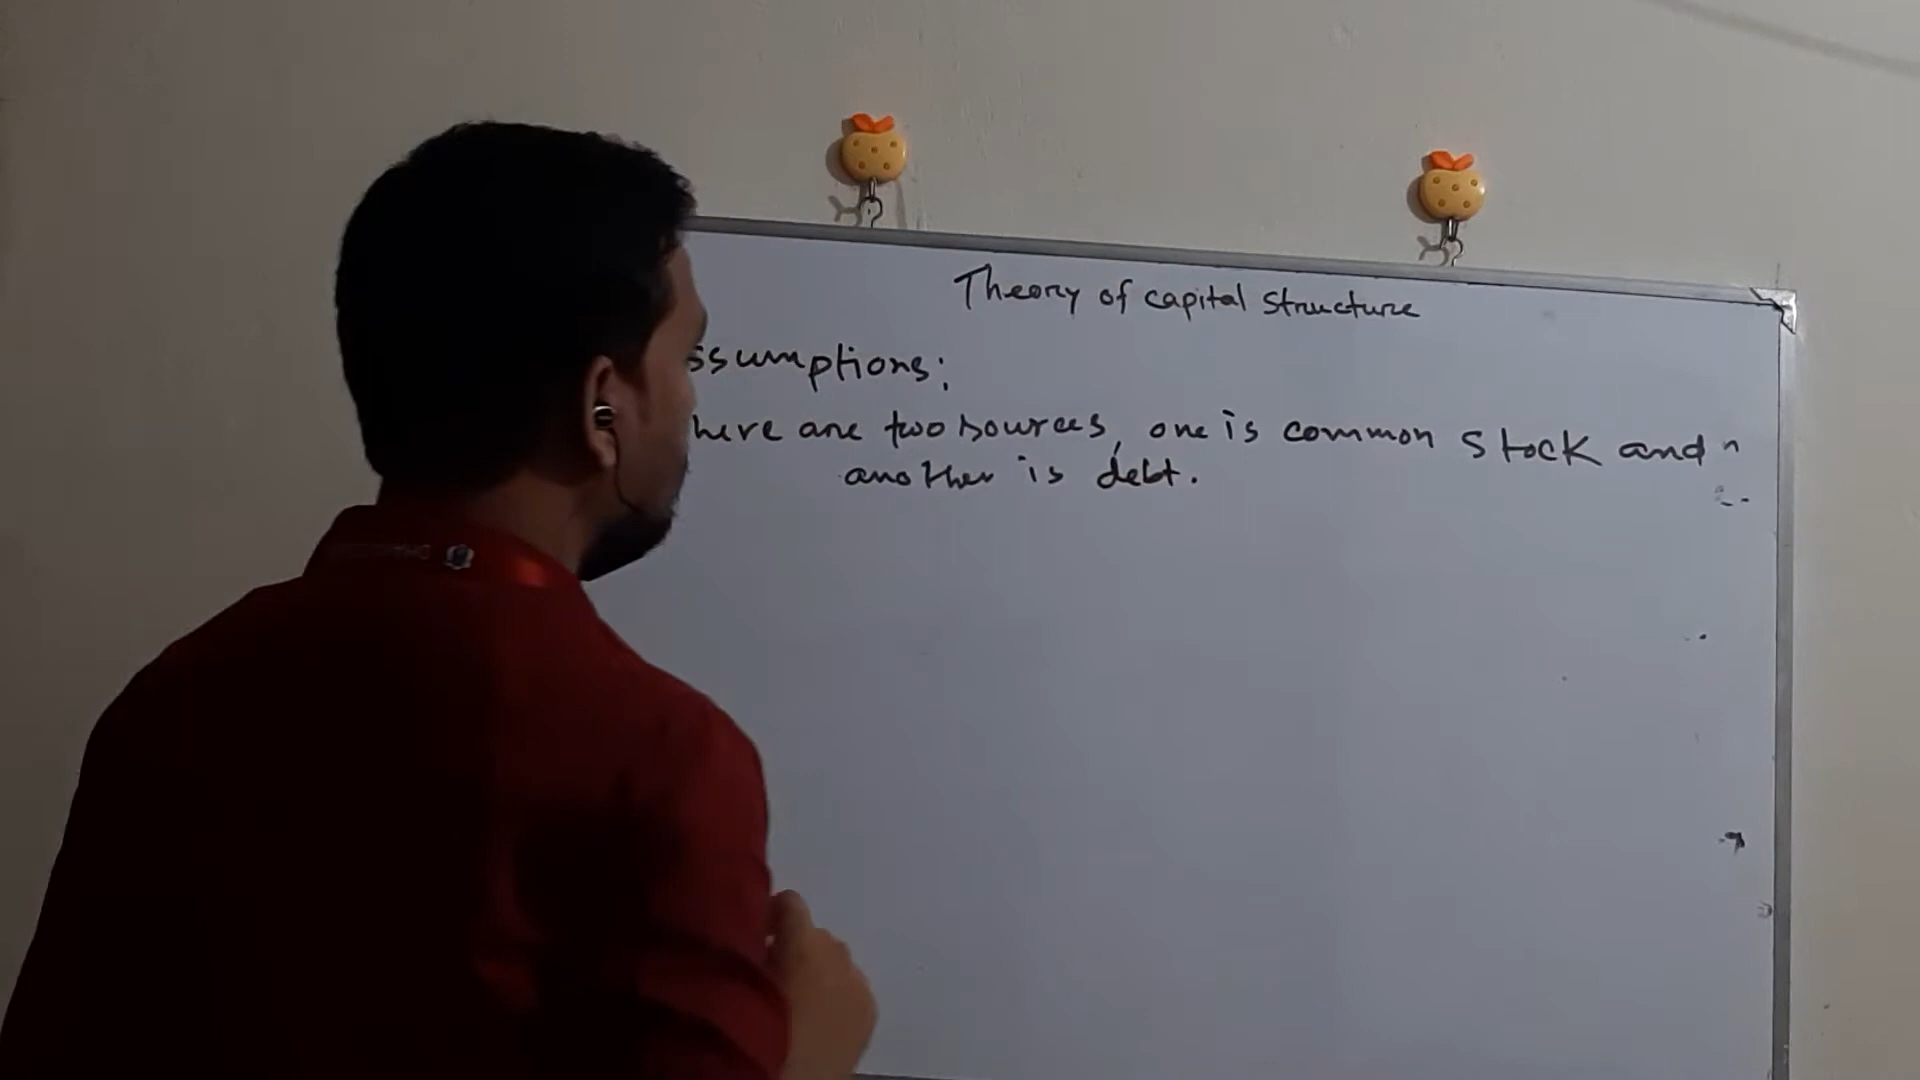 Theory of capital structure
ssumptions:
here are two sources, one is common stock and
another is debt.